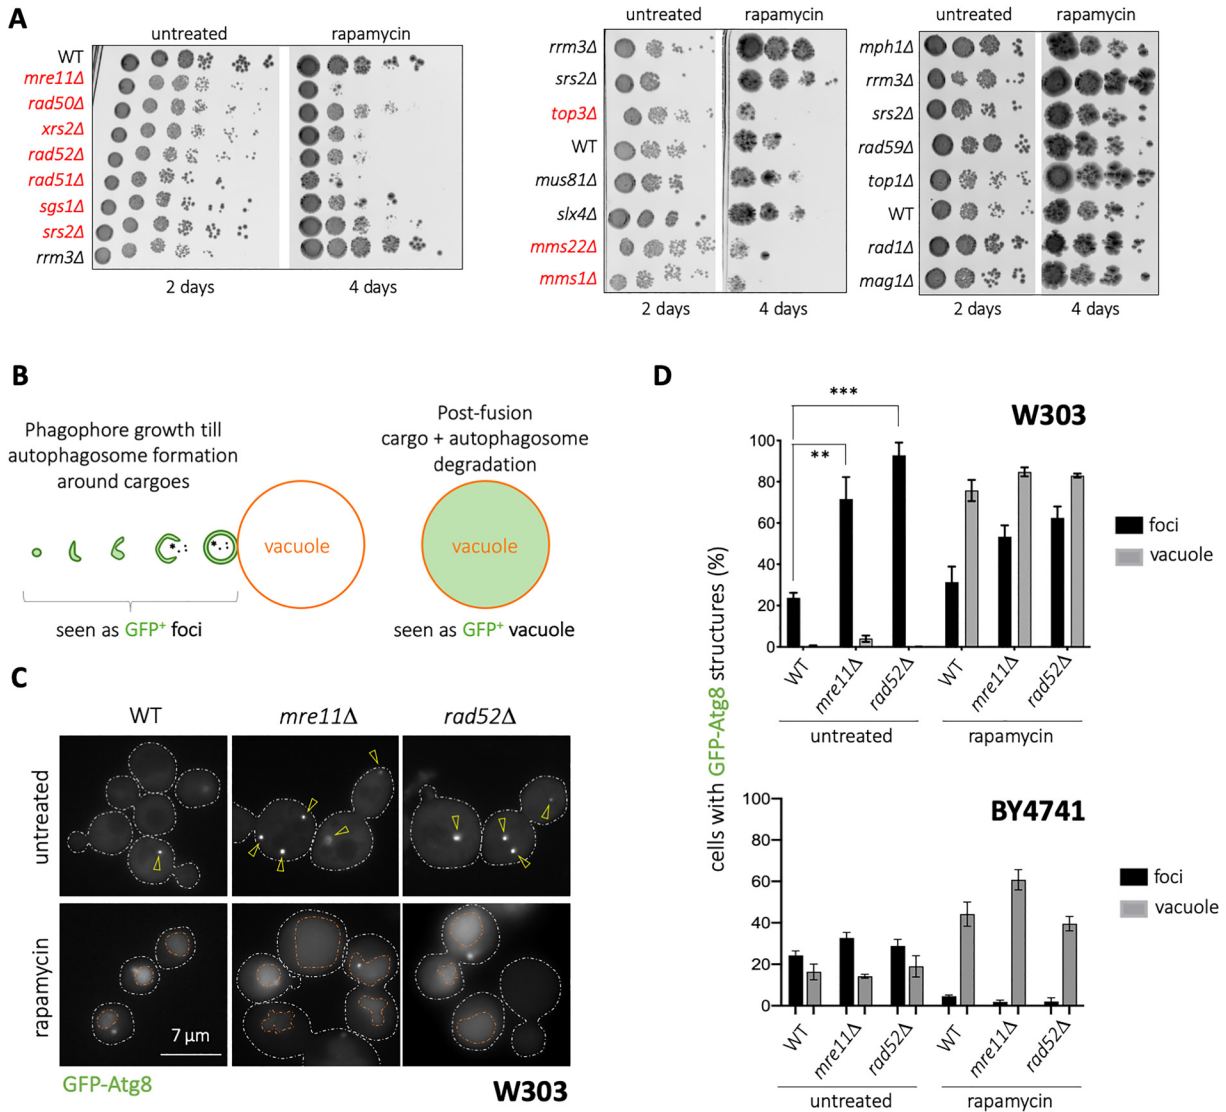 A
untreated
rapamycin
WT
mre11Δ
rad50Δ
xrs2Δ
rad52Δ
rad51Δ
sgs1Δ
srs2Δ
rrm3Δ
2 days
4 days
untreated
rapamycin
rrm3Δ
srs2Δ
top3Δ
WT
mus81Δ
slx4Δ
mms22Δ
mms1Δ
2 days
4 days
untreated
rapamycin
mph1Δ
rrm3Δ
srs2Δ
rad59Δ
top1Δ
WT
rad1Δ
mag1Δ
2 days
4 days
B
Phagophore growth till
autophagosome formation
around cargoes
vacuole
seen as GFP+ foci
Post-fusion
cargo + autophagosome
degradation
vacuole
seen as GFP+ vacuole
C
WT
mre11Δ
rad52Δ
untreated
rapamycin
7 µm
GFP-Atg8
W303
D
cells with GFP-Atg8 structures (%)
W303
***
**
100
80
60
40
20
0
foci
vacuole
WT
mre11Δ
rad52Δ
WT
mre11Δ
rad52Δ
untreated
rapamycin
BY4741
100
80
60
40
20
0
foci
vacuole
WT
mre11Δ
rad52Δ
WT
mre11Δ
rad52Δ
untreated
rapamycin